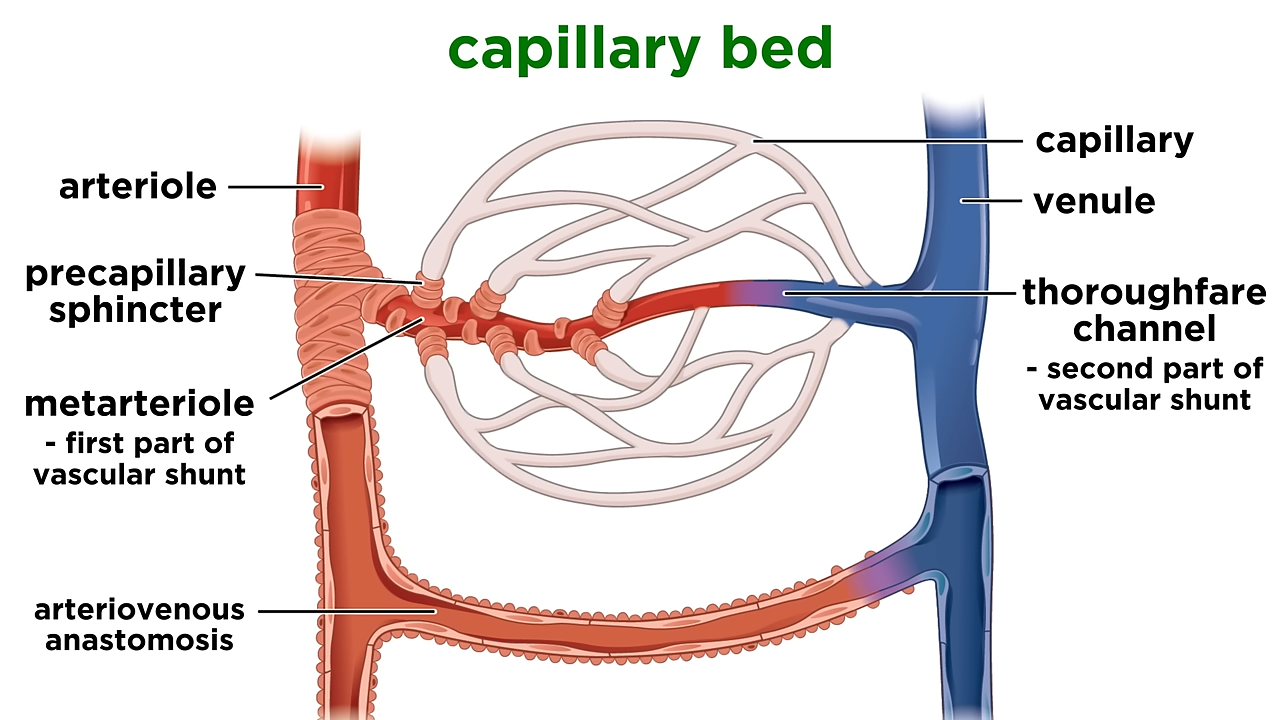 capillary bed
arteriole
precapillary
sphincter
metarteriole
- first part of
vascular shunt
arteriovenous
anastomosis
capillary
venule
thoroughfare
channel
- second part of
vascular shunt